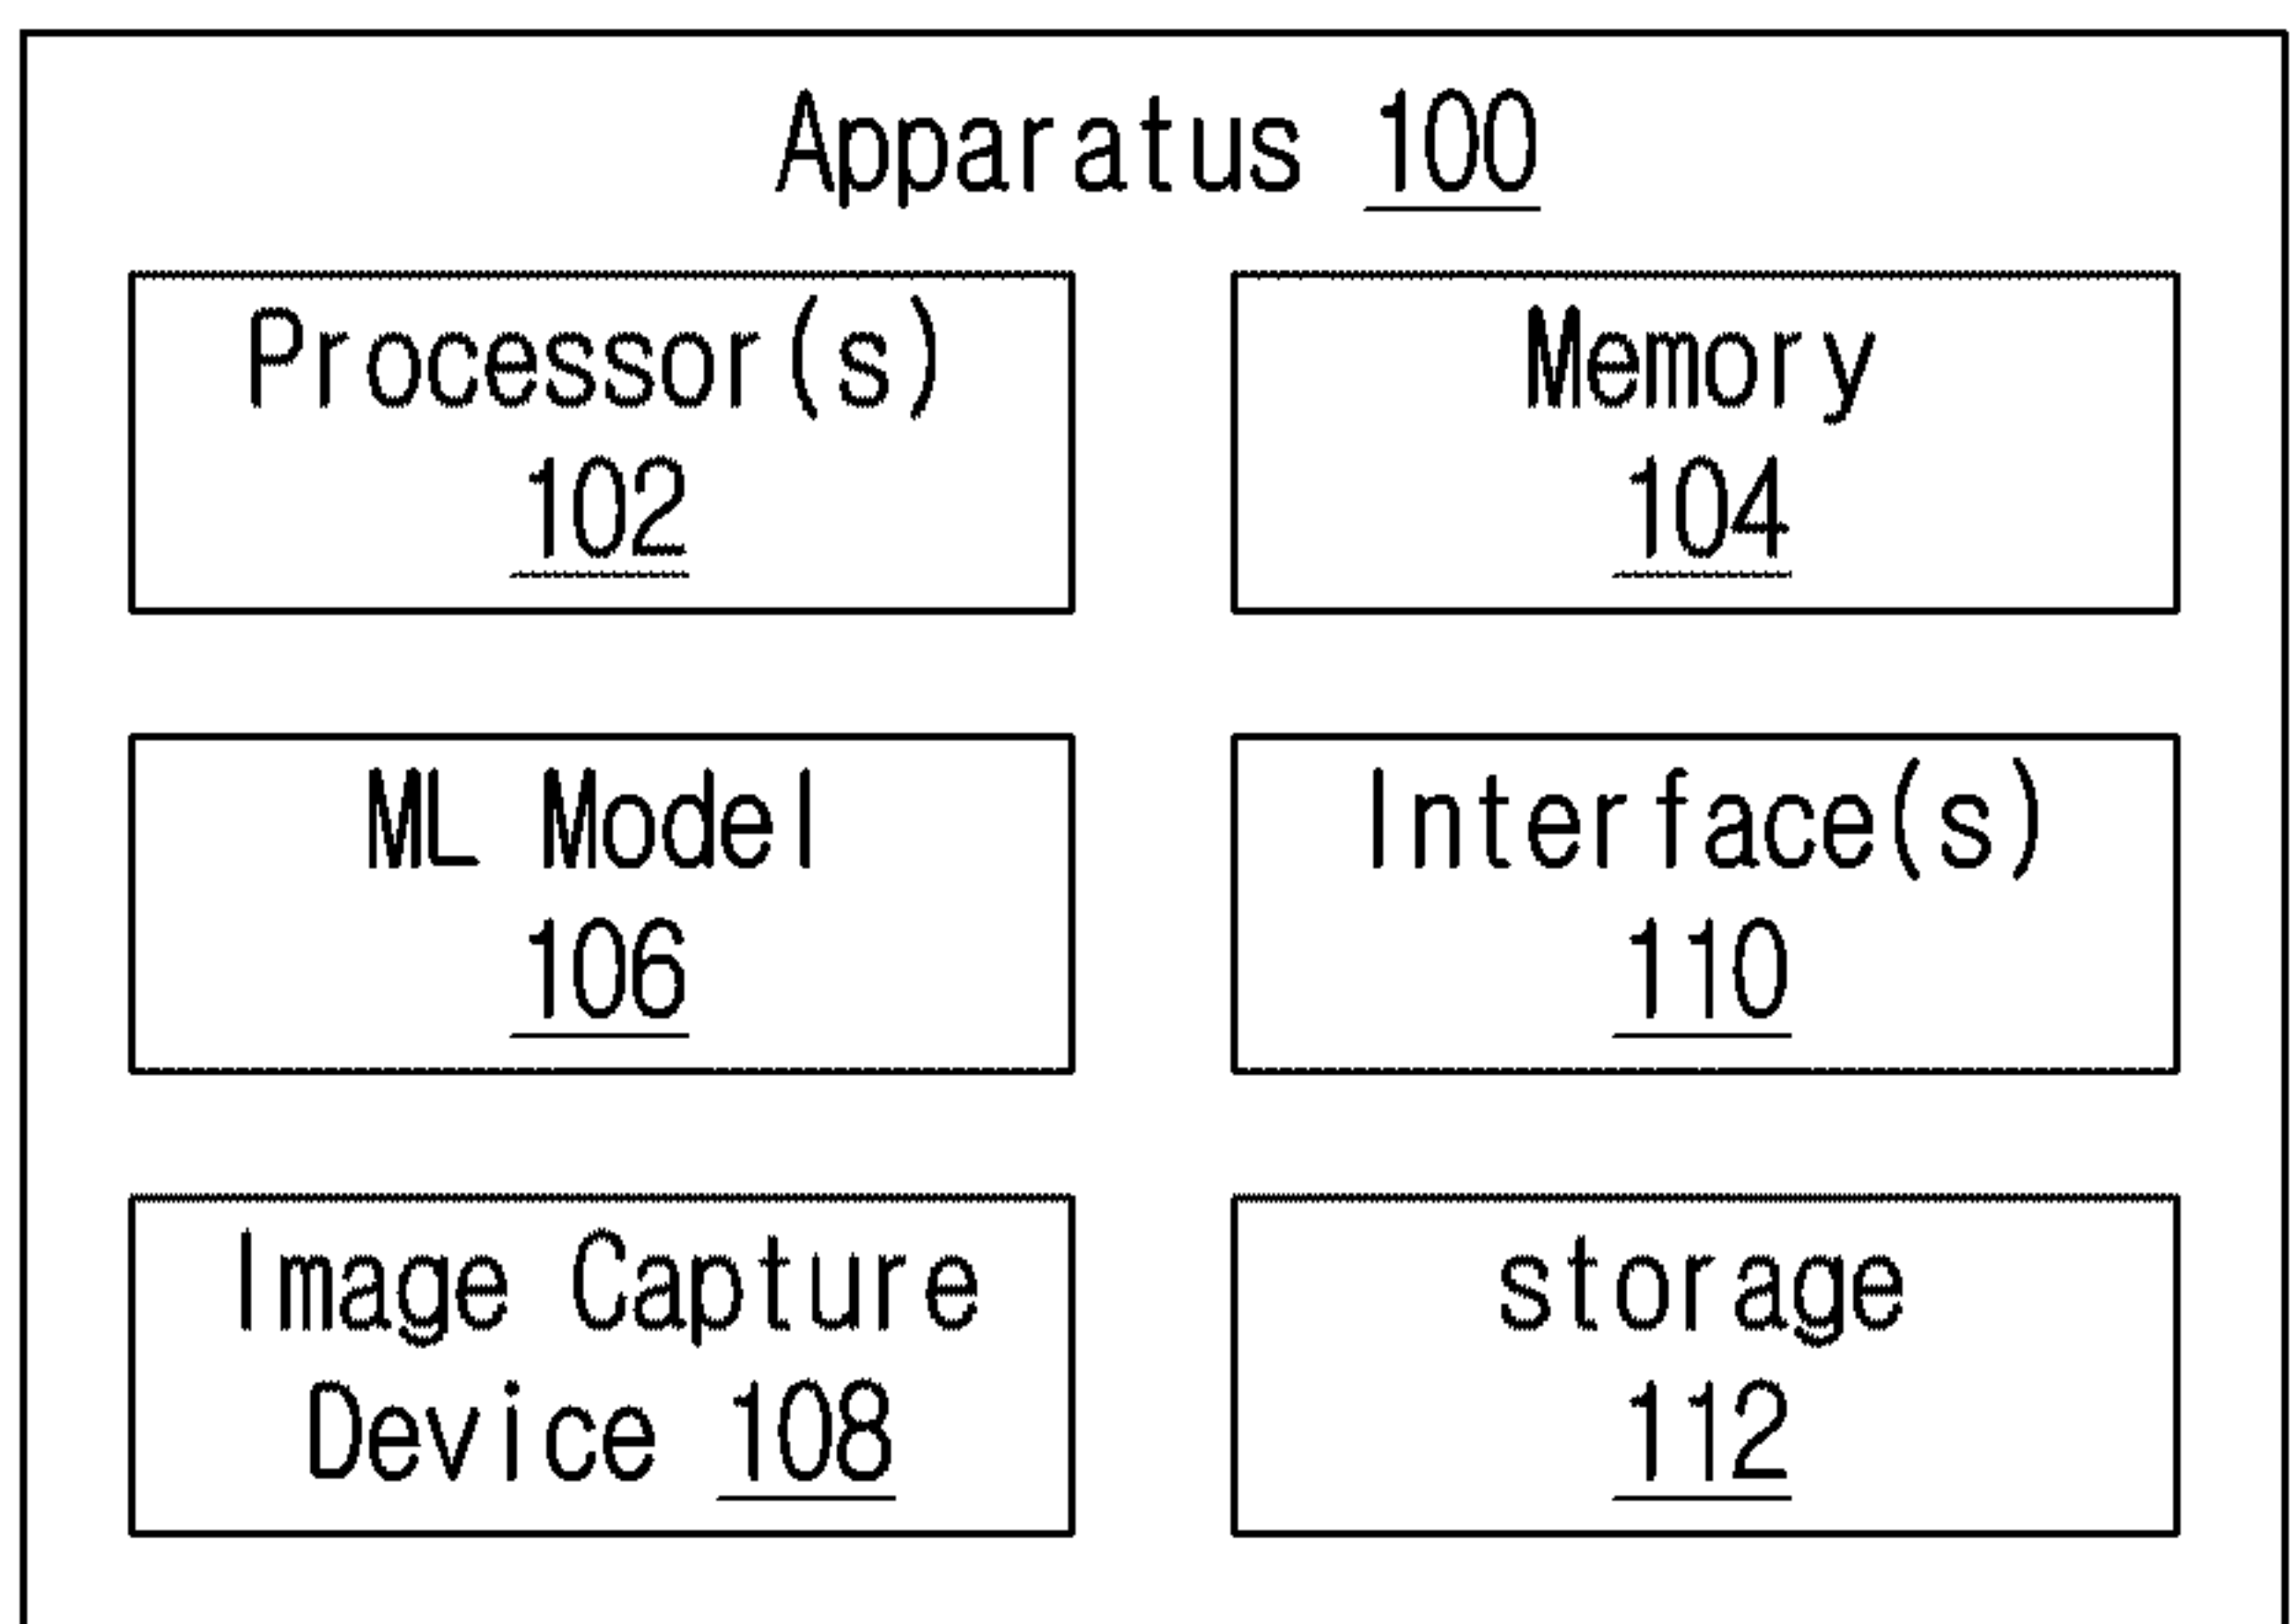 Apparatus 100
Processor(s)
102
Memory
104
ML Model
106
Interface(s)
110
Image Capture
Device 108
storage
112